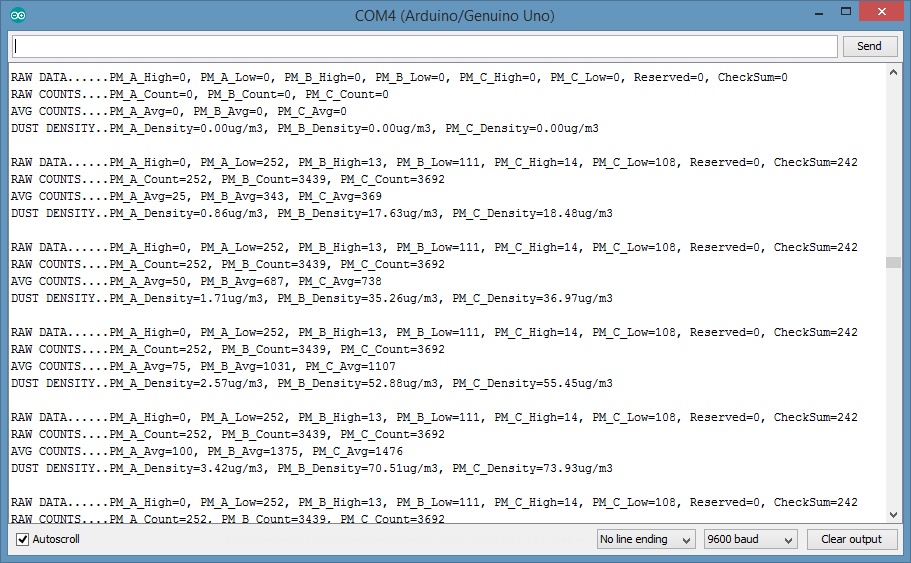 COM4 (Arduino/Genuino Uno)
Send
RAW DATA......PM_A_High=0, PM_A_Low=0, PM_B_High=0, PM_B_Low=0, PM_C_High=0, PM_C_Low=0, Reserved=0, CheckSum=0
RAW COUNTS....PM_A_Count=0, PM_B_Count=0, PM_C_Count=0
AVG COUNTS....PM_A_Avg=0, PM_B_Avg=0, PM_C_Avg=0
DUST DENSITY..PM_A_Density=0.00ug/m3, PM_B_Density=0.00ug/m3, PM_C_Density=0.00ug/m3
RAW DATA......PM_A_High=0, PM_A_Low=252, PM_B_High=13, PM_B_Low=111, PM_C_High=14, PM_C_Low=108, Reserved=0, CheckSum=242
RAW COUNTS....PM_A_Count=252, PM_B_Count=3439, PM_C_Count=3692
AVG COUNTS....PM_A_Avg=25, PM_B_Avg=343, PM_C_Avg=369
DUST DENSITY..PM_A_Density=0.86ug/m3, PM_B_Density=17.63ug/m3, PM_C_Density=18.48ug/m3
RAW DATA......PM_A_High=0, PM_A_Low=252, PM_B_High=13, PM_B_Low=111, PM_C_High=14, PM_C_Low=108, Reserved=0, CheckSum=242
RAW COUNTS....PM_A_Count=252, PM_B_Count=3439, PM_C_Count=3692
AVG COUNTS....PM_A_Avg=50, PM_B_Avg=687, PM_C_Avg=738
DUST DENSITY..PM_A_Density=1.71ug/m3, PM_B_Density=35.26ug/m3, PM_C_Density=36.97ug/m3
RAW DATA......PM_A_High=0, PM_A_Low=252, PM_B_High=13, PM_B_Low=111, PM_C_High=14, PM_C_Low=108, Reserved=0, CheckSum=242
RAW COUNTS....PM_A_Count=252, PM_B_Count=3439, PM_C_Count=3692
AVG COUNTS....PM_A_Avg=75, PM_B_Avg=1031, PM_C_Avg=1107
DUST DENSITY..PM_A_Density=2.57ug/m3, PM_B_Density=52.88ug/m3, PM_C_Density=55.45ug/m3
RAW DATA......PM_A_High=0, PM_A_Low=252, PM_B_High=13, PM_B_Low=111, PM_C_High=14, PM_C_Low=108, Reserved=0, CheckSum=242
RAW COUNTS....PM_A_Count=252, PM_B_Count=3439, PM_C_Count=3692
AVG COUNTS....PM_A_Avg=100, PM_B_Avg=1375, PM_C_Avg=1476
DUST DENSITY..PM_A_Density=3.42ug/m3, PM_B_Density=70.51ug/m3, PM_C_Density=73.93ug/m3
RAW DATA......PM_A_High=0, PM_A_Low=252, PM_B_High=13, PM_B_Low=111, PM_C_High=14, PM_C_Low=108, Reserved=0, CheckSum=242
RAW COUNTS....PM_A_Count=252, PM_B_Count=3439, PM_C_Count=3692
Autoscroll
No line ending
9600 baud
Clear output